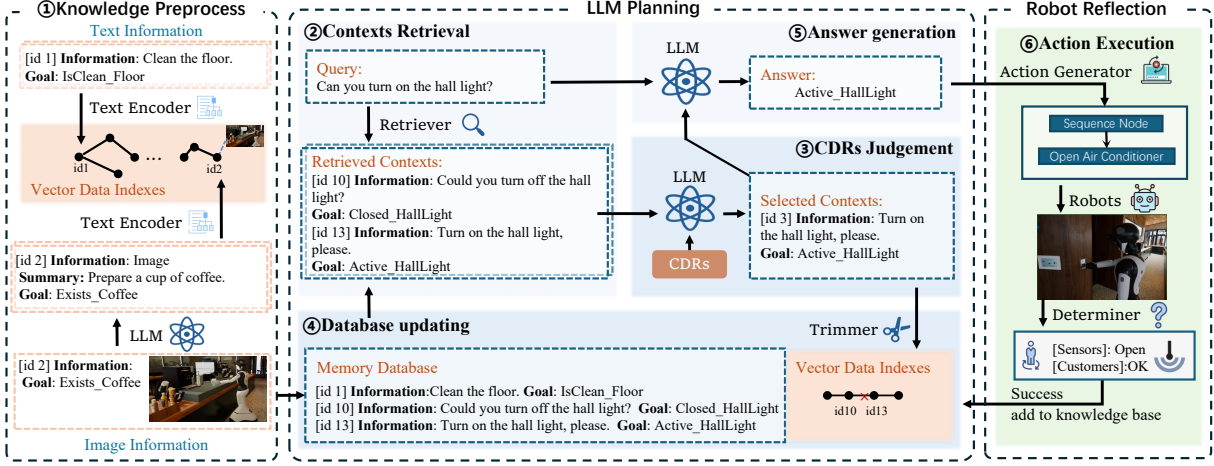 ①Knowledge Preprocess
Text Information
[id 1] Information: Clean the floor.
Goal: IsClean_Floor
Text Encoder
id1
...
id2
Vector Data Indexes
Text Encoder
[id 2] Information: Image
Summary: Prepare a cup of coffee.
Goal: Exists_Coffee
LLM
[id 2] Information:
Goal: Exists_Coffee
Image Information
LLM Planning
②Contexts Retrieval
Query:
Can you turn on the hall light?
Retriever
Retrieved Contexts:
[id 10] Information: Could you turn off the hall
light?
Goal: Closed_HallLight
[id 13] Information: Turn on the hall light,
please.
Goal: Active_HallLight
⑤Answer generation
LLM
Answer:
Active_HallLight
③CDRs Judgement
LLM
CDRs
Selected Contexts:
[id 3] Information: Turn on
the hall light, please.
Goal: Active_HallLight
④Database updating
Memory Database
[id 1] Information:Clean the floor. Goal: IsClean_Floor
[id 10] Information: Could you turn off the hall light? Goal: Closed_HallLight
[id 13] Information: Turn on the hall light, please. Goal: Active_HallLight
Trimmer
Vector Data Indexes
id10 id13
Robot Reflection
⑥Action Execution
Action Generator
Sequence Node
Open Air Conditioner
Robots
Determiner
[Sensors]: Open
[Customers]:OK
Success
add to knowledge base